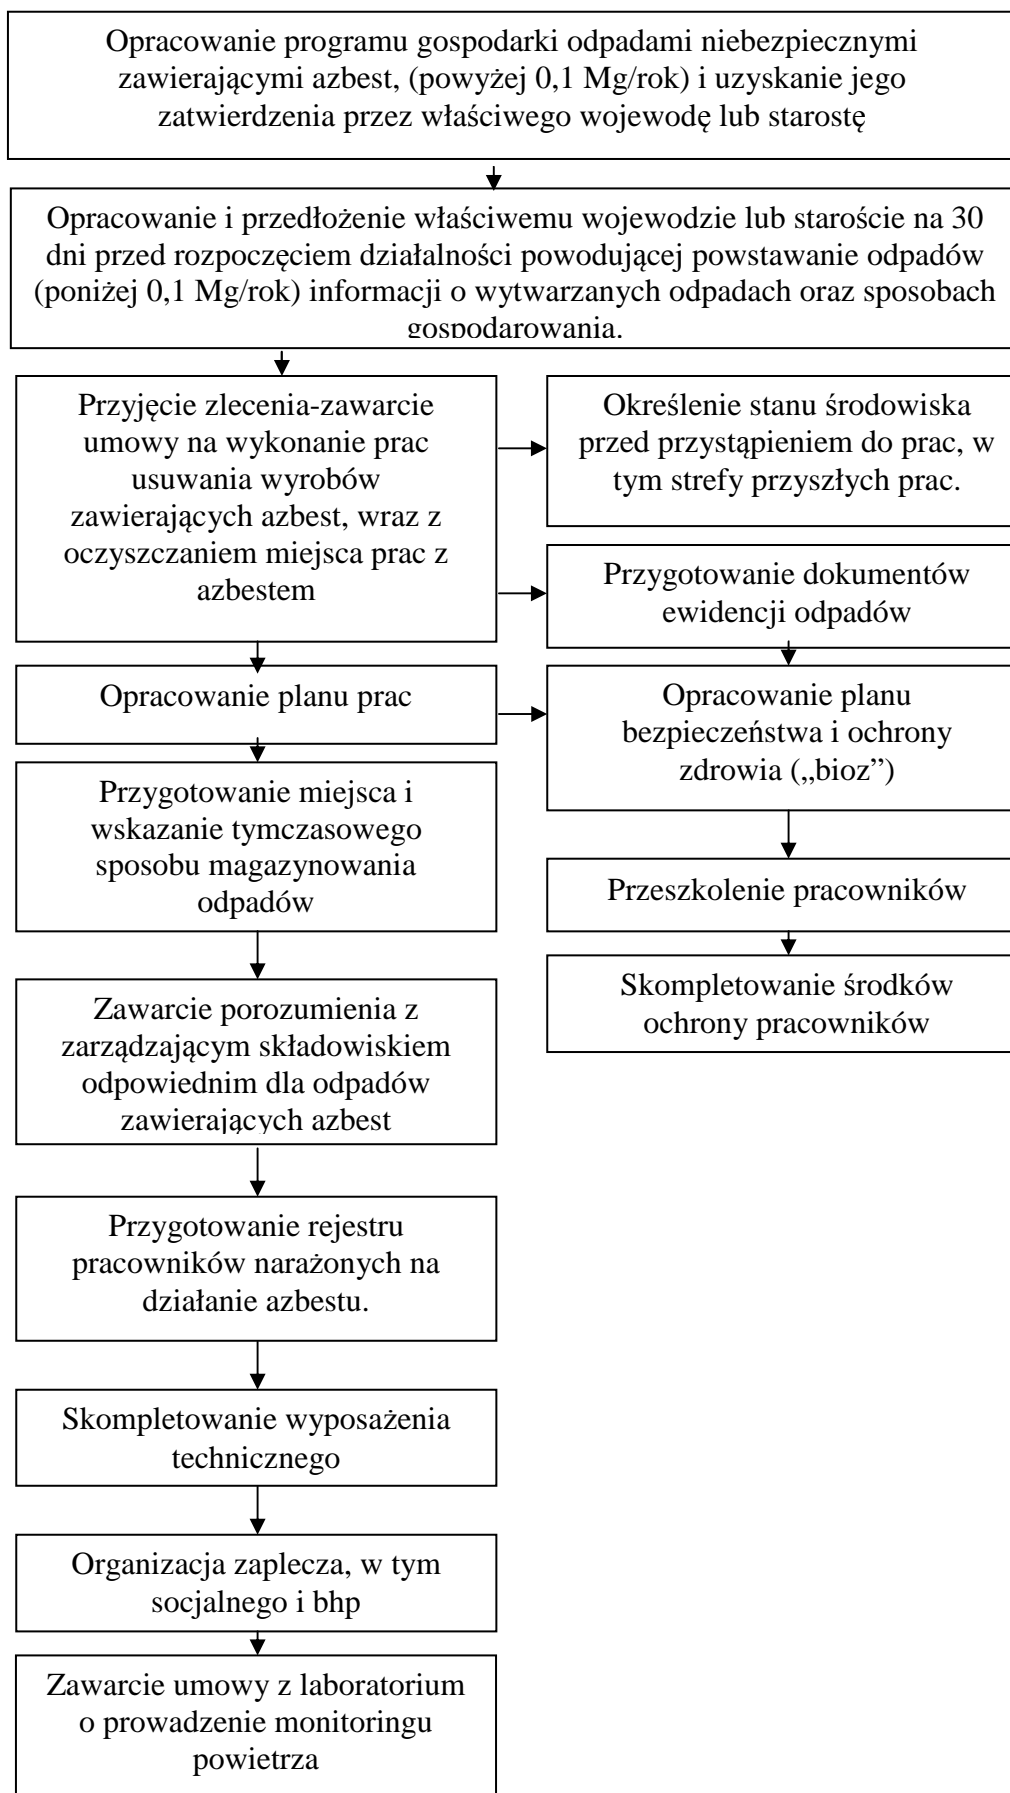 Opracowanie programu gospodarki odpadami niebezpiecznymi
zawierającymi azbest, (powyżej 0,1 Mg/rok) i uzyskanie jego
zatwierdzenia przez właściwego wojewodę lub starostę
Opracowanie i przedłożenie właściwemu wojewodzie lub staroście na 30
dni przed rozpoczęciem działalności powodującej powstawanie odpadów
(poniżej 0,1 Mg/rok) informacji o wytwarzanych odpadach oraz sposobach
gospodarowania.
Przyjęcie zlecenia-zawarcie
umowy na wykonanie prac
usuwania wyrobów
zawierających azbest, wraz z
oczyszczaniem miejsca prac z
azbestem
Określenie stanu środowiska
przed przystąpieniem do prac, w
tym strefy przyszłych prac.
Przygotowanie dokumentów
ewidencji odpadów
Opracowanie planu prac
Opracowanie planu
bezpieczeństwa i ochrony
zdrowia („bioz”)
Przygotowanie miejsca i
wskazanie tymczasowego
sposobu magazynowania
odpadów
Przeszkolenie pracowników
Skompletowanie środków
ochrony pracowników
Zawarcie porozumienia z
zarządzającym składowiskiem
odpowiednim dla odpadów
zawierających azbest
Przygotowanie rejestru
pracowników narażonych na
działanie azbestu.
Skompletowanie wyposażenia
technicznego
Organizacja zaplecza, w tym
socjalnego i bhp
Zawarcie umowy z laboratorium
o prowadzenie monitoringu
powietrza